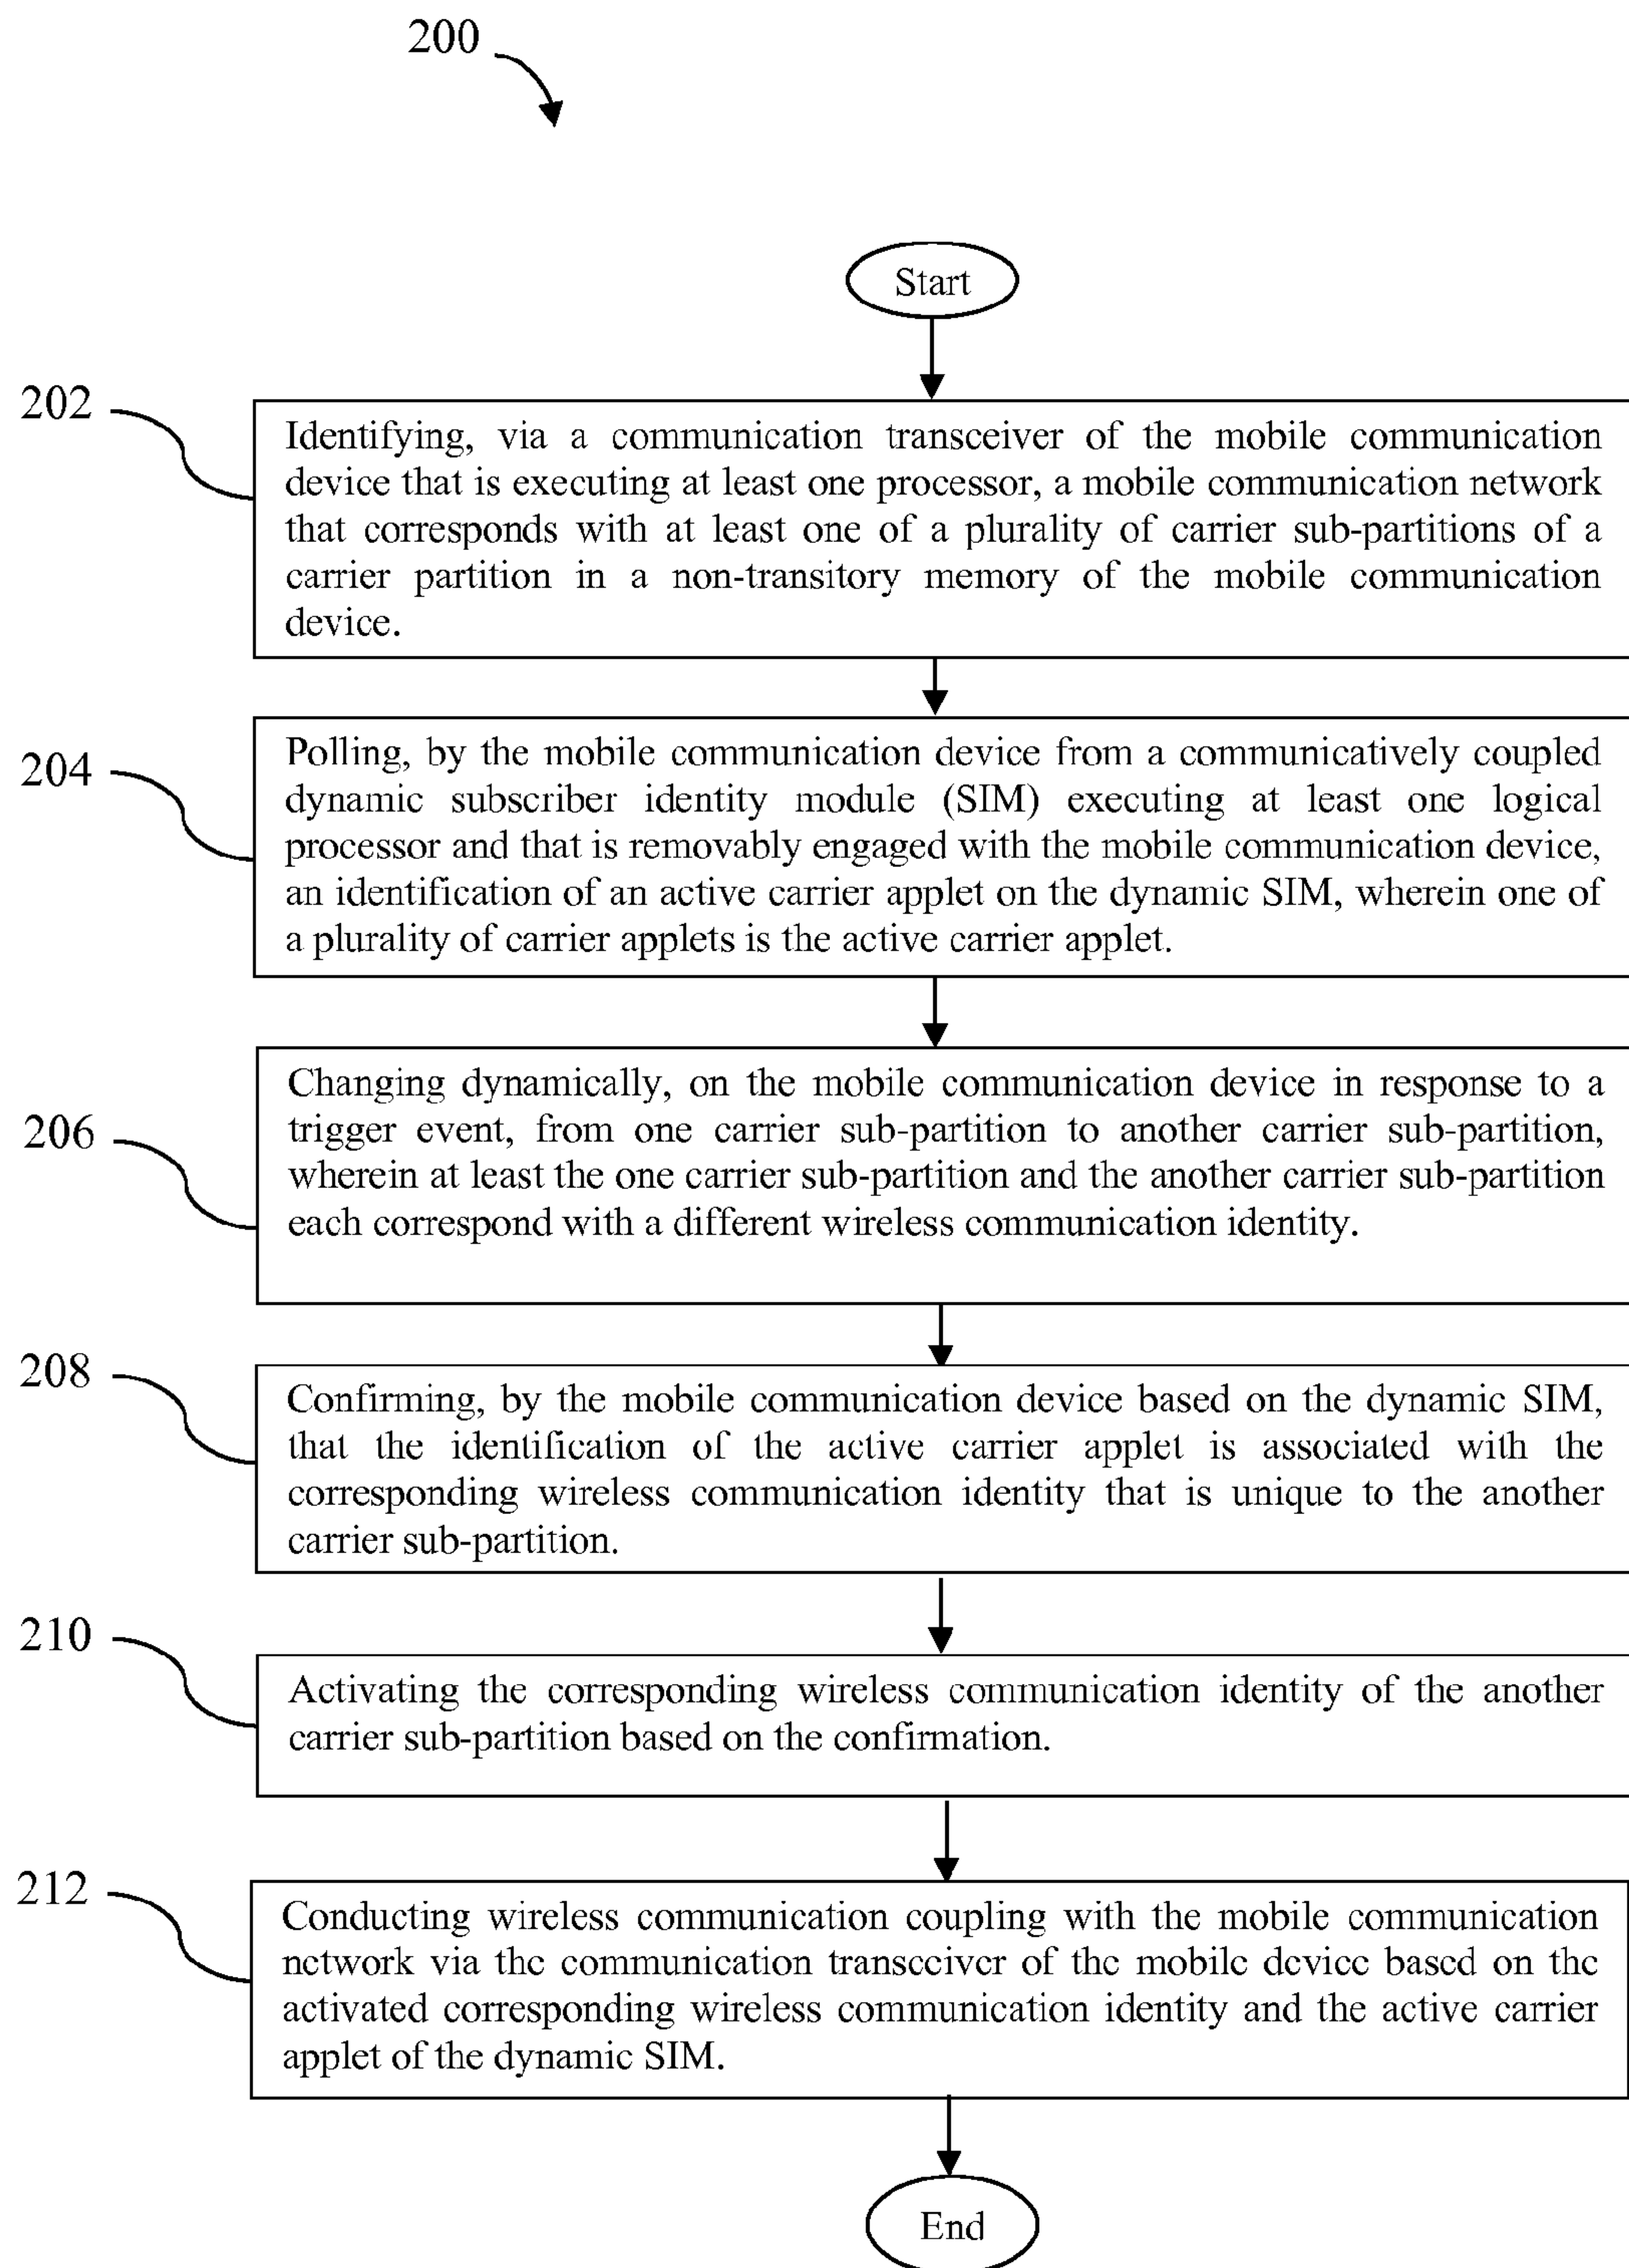 200
Start
202
Identifying, via a communication transceiver of the mobile communication
device that is executing at least one processor, a mobile communication network
that corresponds with at least one of a plurality of carrier sub-partitions of a
carrier partition in a non-transitory memory of the mobile communication
device.
204
Polling, by the mobile communication device from a communicatively coupled
dynamic subscriber identity module (SIM) executing at least one logical
processor and that is removably engaged with the mobile communication device,
an identification of an active carrier applet on the dynamic SIM, wherein one of
a plurality of carrier applets is the active carrier applet.
206
Changing dynamically, on the mobile communication device in response to a
trigger event, from one carrier sub-partition to another carrier sub-partition,
wherein at least the one carrier sub-partition and the another carrier sub-partition
each correspond with a different wireless communication identity.
208
Confirming, by the mobile communication device based on the dynamic SIM,
that the identification of the active carrier applet is associated with the
corresponding wireless communication identity that is unique to the another
carrier sub-partition.
210
Activating the corresponding wireless communication identity of the another
carrier sub-partition based on the confirmation.
212
Conducting wireless communication coupling with the mobile communication
network via the communication transceiver of the mobile device based on the
activated corresponding wireless communication identity and the active carrier
applet of the dynamic SIM.
End